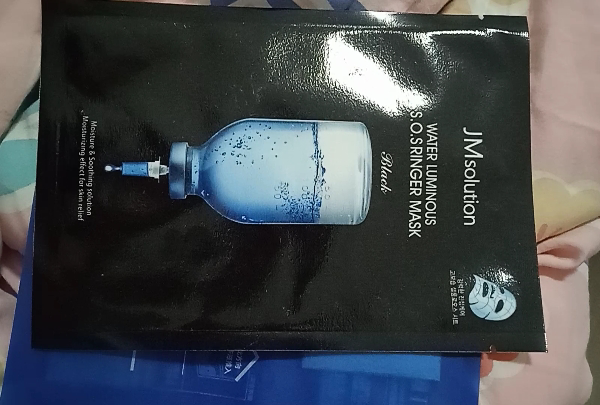 JMsolution
WATER LUMINOUS
S.O.S RINGER MASK
Black
Moisture & Soothing solution
Moisturizing effect for skin relief